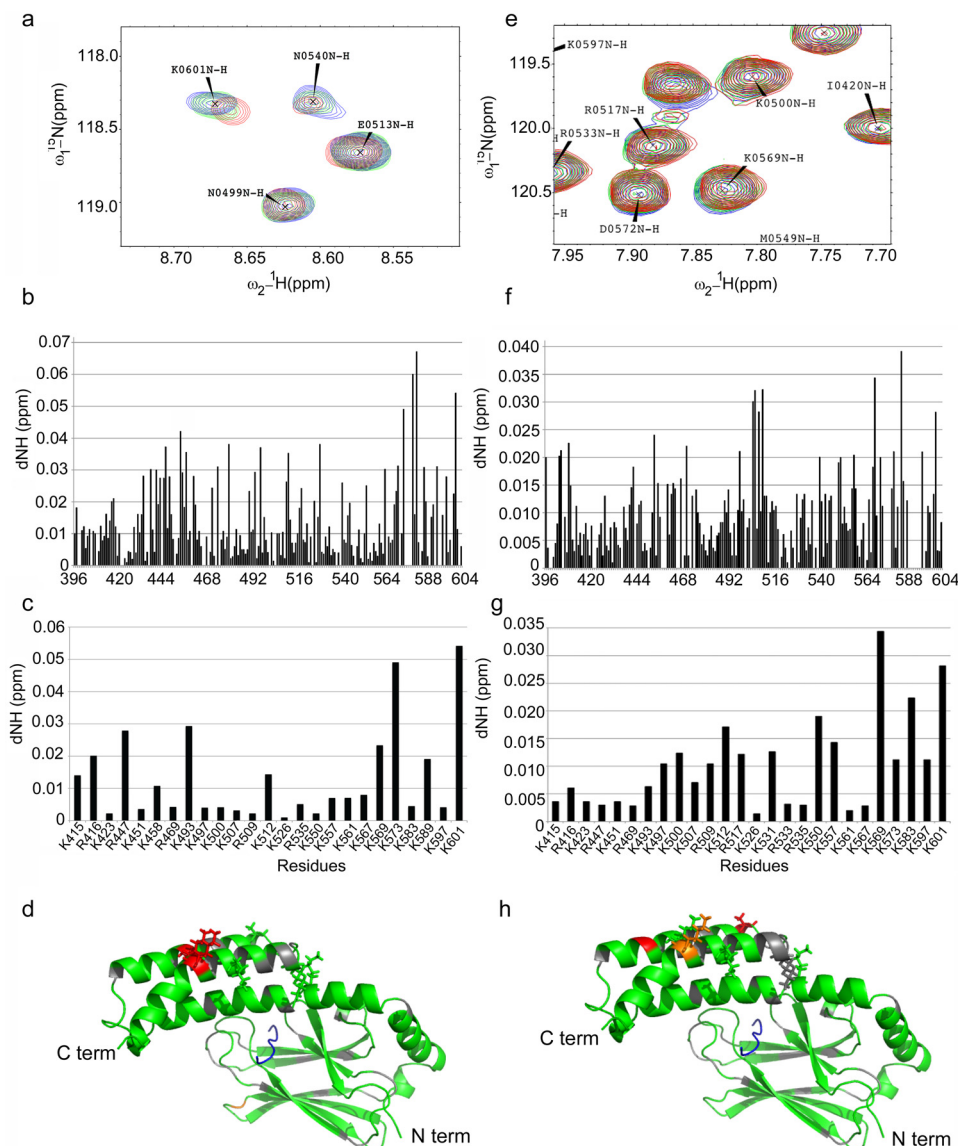 a
118.0
118.5
119.0
ω1–15N(ppm)
K0601N-H
N0540N-H
E0513N-H
N0499N-H
8.70
8.65
8.60
8.55
ω2–1H(ppm)
e
119.5
120.0
120.5
ω1–15N(ppm)
K0597N-H
R0517N-H
H R0533N-H
K0500N-H
I0420N-H
K0569N-H
-H
D0572N-H
M0549N-H
7.95
7.90
7.85
7.80
7.75
7.70
ω2–1H(ppm)
b
0.07
0.06
0.05
0.04
0.03
0.02
0.01
0
dNH (ppm)
396 420 444 468 492 516 540 564 588 604
f
0.040
0.035
0.030
0.025
0.020
0.015
0.010
0.005
0
dNH (ppm)
396 420 444 468 492 516 540 564 588 604
c
0.06
0.05
0.04
0.03
0.02
0.01
0
dNH (ppm)
K415 R416 K423 R447 K451 K458 R469 R493 K497 K500 K507 R509 K512 K526 R535 K550 K557 K561 K567 K569 K573 K583 K589 K597 K601
Residues
g
0.035
0.030
0.025
0.020
0.015
0.010
0.005
dNH (ppm)
K415 R416 K423 R447 K451 R469 K493 K497 K500 K507 R509 K512 R517 K526 K531 R533 R535 K550 K557 K561 K567 K569 K573 K583 K597 K601
Residues
d
C term
N term
h
C term
N term